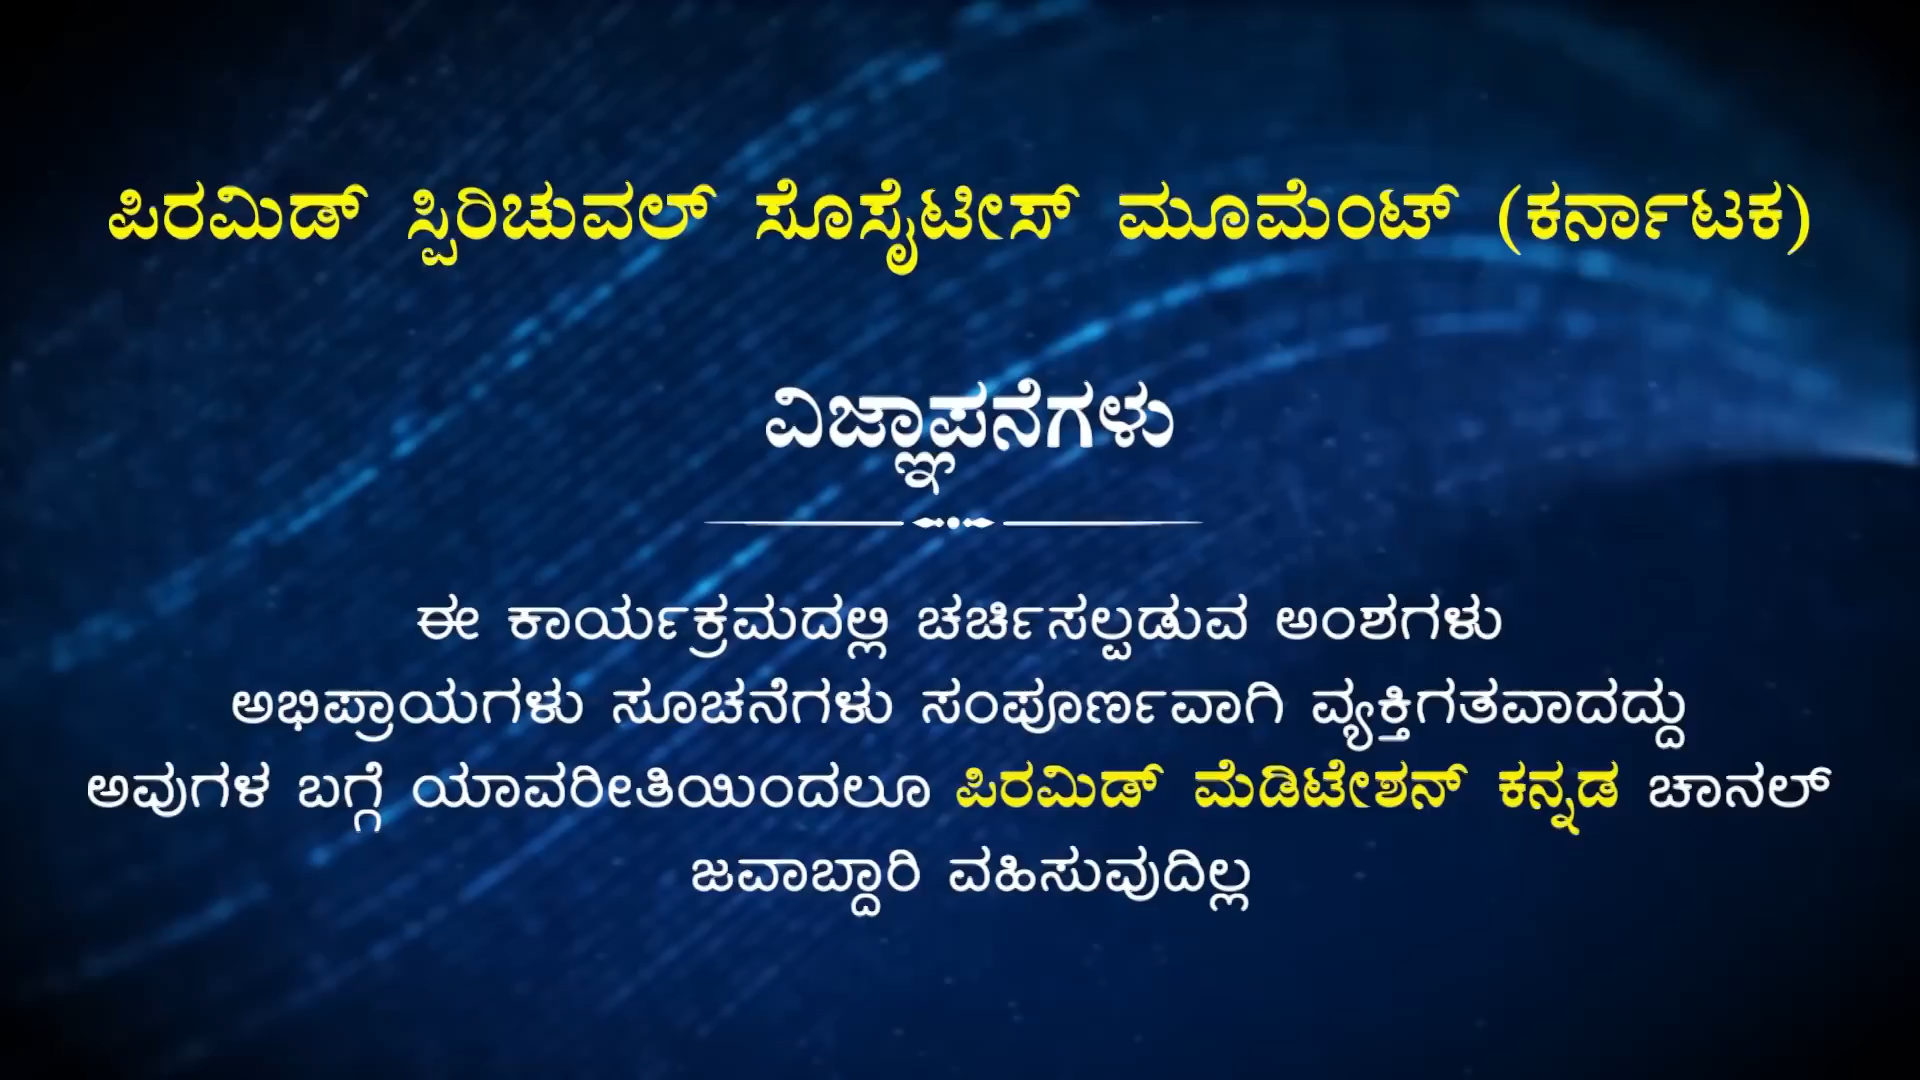 ಪಿರಮಿಡ್ ಸ್ಪಿರಿಚುವಲ್ ಸೊಸೈಟೀಸ್ ಮೂಮೆಂಟ್ (ಕರ್ನಾಟಕ)
ವಿಜ್ಞಾಪನೆಗಳು
ಈ ಕಾರ್ಯಕ್ರಮದಲ್ಲಿ ಚರ್ಚಿಸಲ್ಪಡುವ ಅಂಶಗಳು
ಅಭಿಪ್ರಾಯಗಳು ಸೂಚನೆಗಳು ಸಂಪೂರ್ಣವಾಗಿ ವ್ಯಕ್ತಿಗತವಾದದ್ದು
ಅವುಗಳ ಬಗ್ಗೆ ಯಾವರೀತಿಯಿಂದಲೂ ಪಿರಮಿಡ್ ಮೆಡಿಟೇಶನ್ ಕನ್ನಡ ಚಾನಲ್
ಜವಾಬ್ದಾರಿ ವಹಿಸುವುದಿಲ್ಲ